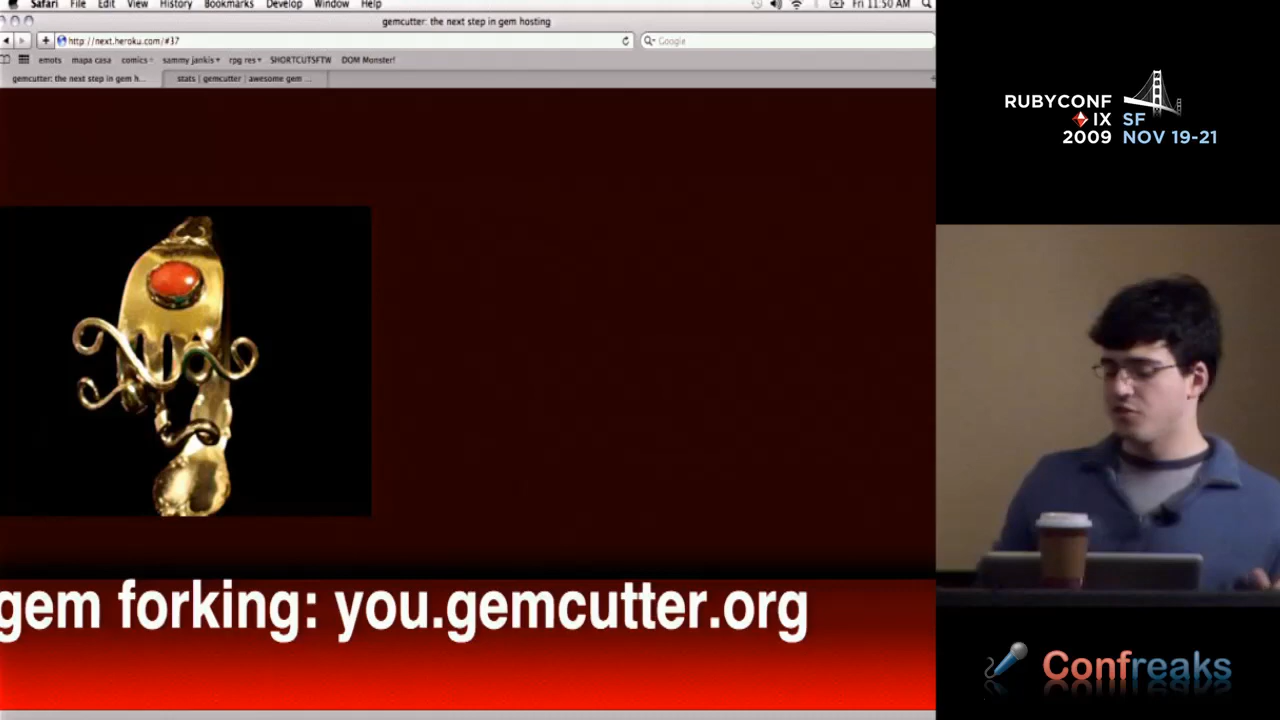 Safari File Edit View History Bookmarks Develop Window Help
Fri 11:50 AM
gemcutter: the next step in gem hosting
http://next.heroku.com/#37
Google
emots mapa casa comics sammy jankis rpg res SHORTCUTSFTW DOM Monster!
gemcutter: the next step in gem h...
stats | gemcutter | awesome gem ...
gem forking: you.gemcutter.org
RUBYCONF
IX SF
2009 NOV 19-21
Confreaks